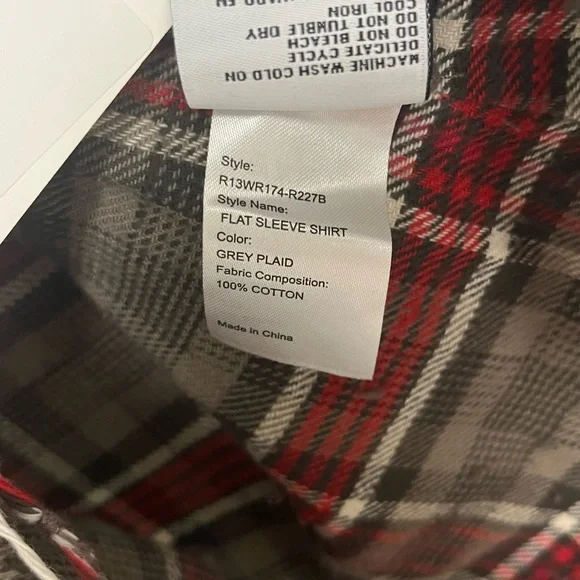 MACHINE WASH COLD ON
DELICATE CYCLE
DO NOT BLEACH
DO NOT TUMBLE DRY
COOL IRON
Style:
R13WR174-R227B
Style Name:
FLAT SLEEVE SHIRT
Color:
GREY PLAID
Fabric Composition:
100% COTTON
Made in China